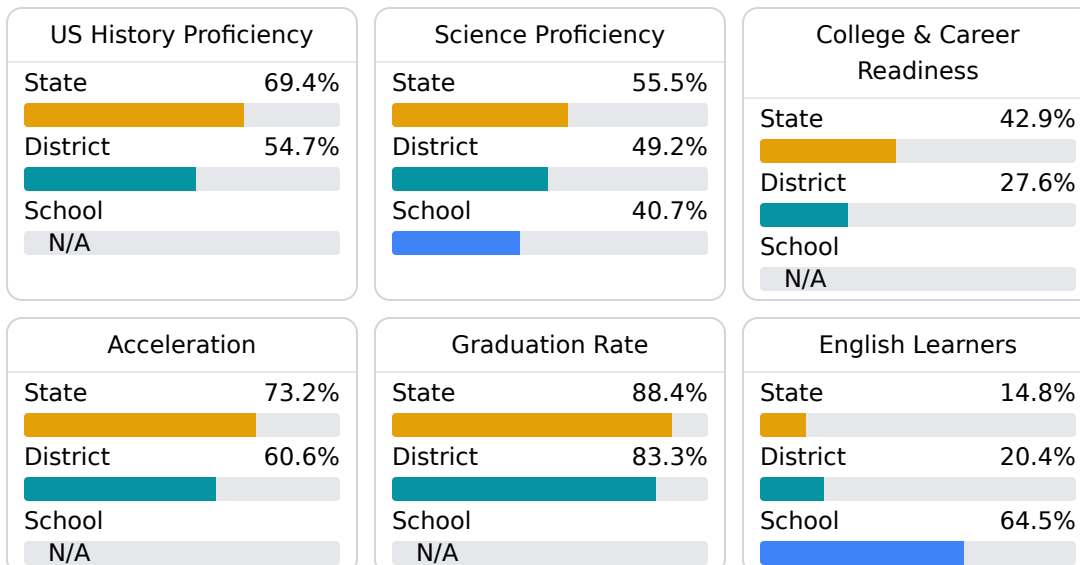 US History Proficiency
State 69.4%
District 54.7%
School
N/A
Science Proficiency
State 55.5%
District 49.2%
School 40.7%
College & Career
Readiness
State 42.9%
District 27.6%
School
N/A
Acceleration
State 73.2%
District 60.6%
School
N/A
Graduation Rate
State 88.4%
District 83.3%
School
N/A
English Learners
State 14.8%
District 20.4%
School 64.5%